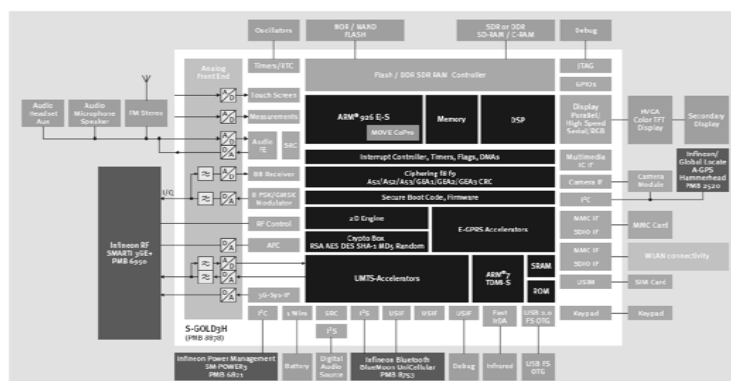 Oscillators
NOR / NAND
FLASH
SDR or DDR
SD-RAM / C-RAM
Debug
Analog
Front End
Timers/RTC
Flash / DDR SDR RAM Controller
JTAG
GPIOs
Touch Screen
A/D
Audio
Headset
Aux
Audio
Microphone
Speaker
FM Stereo
Measurements
A/D
ARM® 926 EJ-S
MOVE CoPro
Memory
DSP
Display
Parallel/
High Speed
Serial/RGB
HVGA
Color TFT
Display
Secondary
Display
A/D
D/A
Audio
FE
SRC
Interrupt Controller, Timers, Flags, DMAs
Multimedia
IC IF
Infineon/
Global Locate
A-GPS
Hammerhead
PMB 2520
I/Q
A/D
BB Receiver
Ciphering f8 f9
A51/A52/A53/GEA1/GEA2/GEA3 CRC
Camera IF
Camera
Module
D/A
8 PSK/GMSK
Modulator
Secure Boot Code, Firmware
I²C
Infineon RF
SMARTi 3GE+
PMB 6950
RF Control
2D Engine
E-GPRS Accelerators
MMC IF
SDIO IF
MMC Card
D/A
AFC
Crypto Box
RSA AES DES SHA-1 MD5 Random
MMC IF
SDIO IF
WLAN connectivity
A/D
D/A
UMTS-Accelerators
ARM®7
TDMI-S
SRAM
ROM
USIM
SIM Card
D/A
3G-Sys-IF
S-GOLD3H
(PMB 8878)
I²C
1 Wire
SRC
I²S
USIF
USIF
USIF
Fast
IrDA
USB 2.0
FS OTG
Keypad
Keypad
I²S
Infineon Power Management
SM-POWER3
PMB 6821
Battery
Digital
Audio
Source
Infineon Bluetooth
BlueMoon UniCellular
PMB 8753
Debug
Infrared
USB FS
OTG